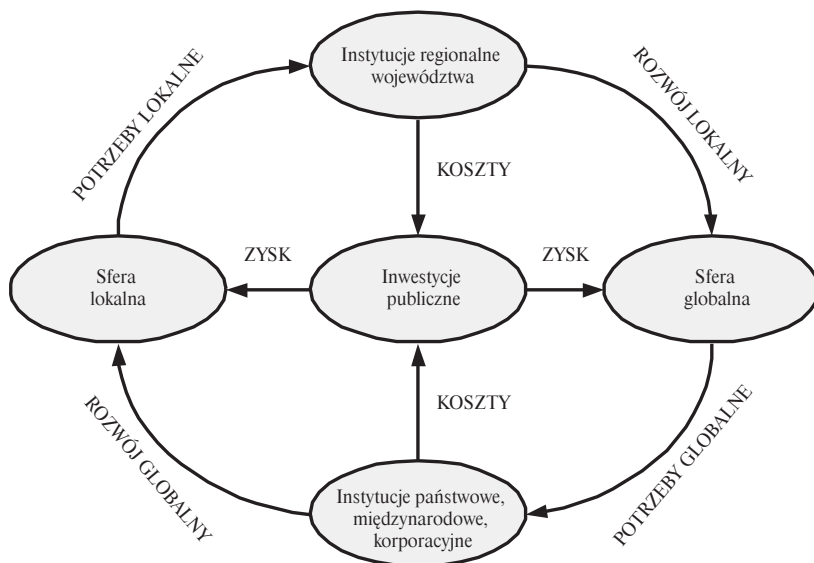 Instytucje regionalne
województwa
POTRZEBY LOKALNE
ROZWÓJ LOKALNY
KOSZTY
ZYSK
ZYSK
Sfera
lokalna
Inwestycje
publiczne
Sfera
globalna
KOSZTY
ROZWÓJ GLOBALNY
POTRZEBY GLOBALNE
Instytucje państwowe,
międzynarodowe,
korporacyjne